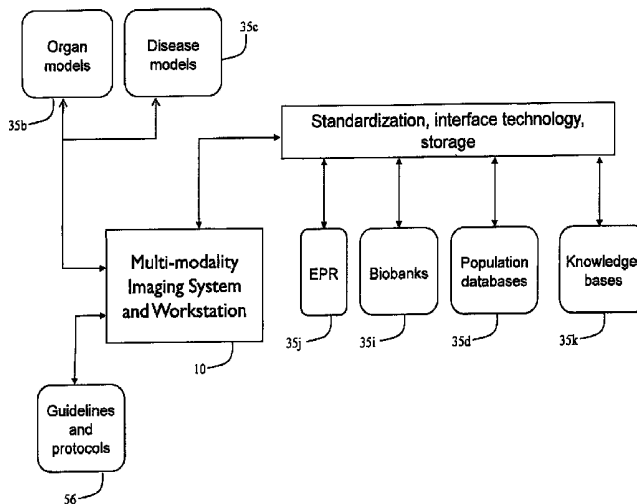 Organ
models
Disease
models
35c
35b
Standardization, interface technology,
storage
Multi-modality
Imaging System
and Workstation
10
EPR
35j
Biobanks
35i
Population
databases
35d
Knowledge
bases
35k
Guidelines
and
protocols
56